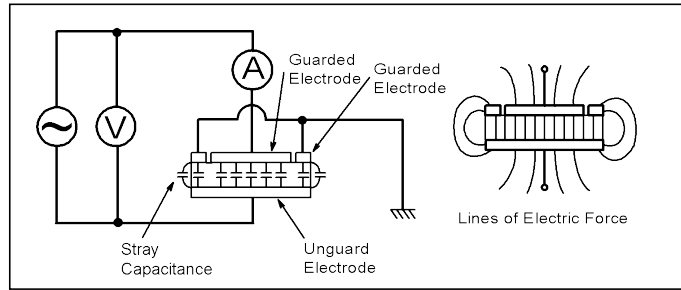 A
V
Guarded
Electrode
Guarded
Electrode
Stray
Capacitance
Unguard
Electrode
Lines of Electric Force